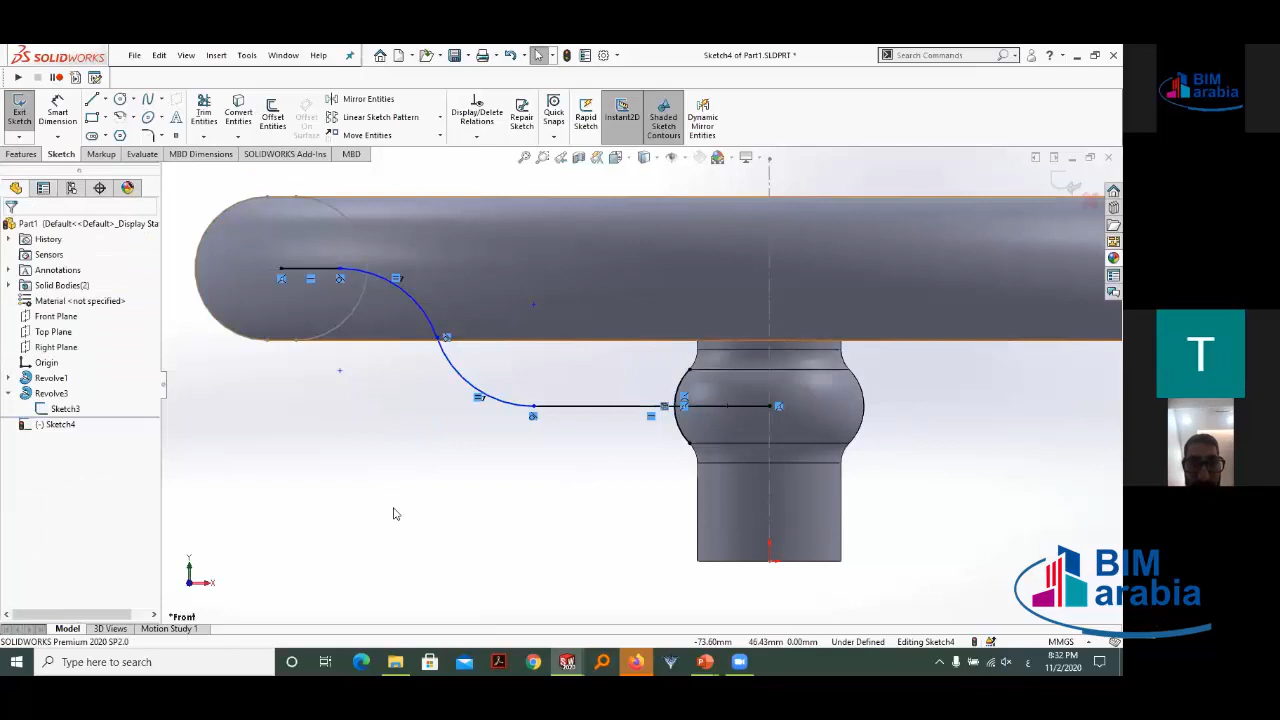 SOLIDWORKS
File Edit View Insert Tools Window Help
Sketch4 of Part1.SLDPRT *
Search Commands
Exit Sketch
Smart Dimension
Trim Entities
Convert Entities
Offset Entities
Offset On Surface
Mirror Entities
Linear Sketch Pattern
Move Entities
Display/Delete Relations
Repair Sketch
Quick Snaps
Rapid Sketch
Instant2D
Shaded Sketch Contours
Dynamic Mirror Entities
Features Sketch Markup Evaluate MBD Dimensions SOLIDWORKS Add-Ins MBD
Part1 (Default<<Default>_Display Sta
History
Sensors
Annotations
Solid Bodies(2)
Material <not specified>
Front Plane
Top Plane
Right Plane
Origin
Revolve1
Revolve3
Sketch3
(-) Sketch4
Y
X
*Front
Model 3D Views Motion Study 1
SOLIDWORKS Premium 2020 SP2.0
-73.60mm 46.43mm 0.00mm Under Defined Editing Sketch4 MMGS
Type here to search
8:32 PM
11/2/2020
BIM
arabia
T
BIM
arabia